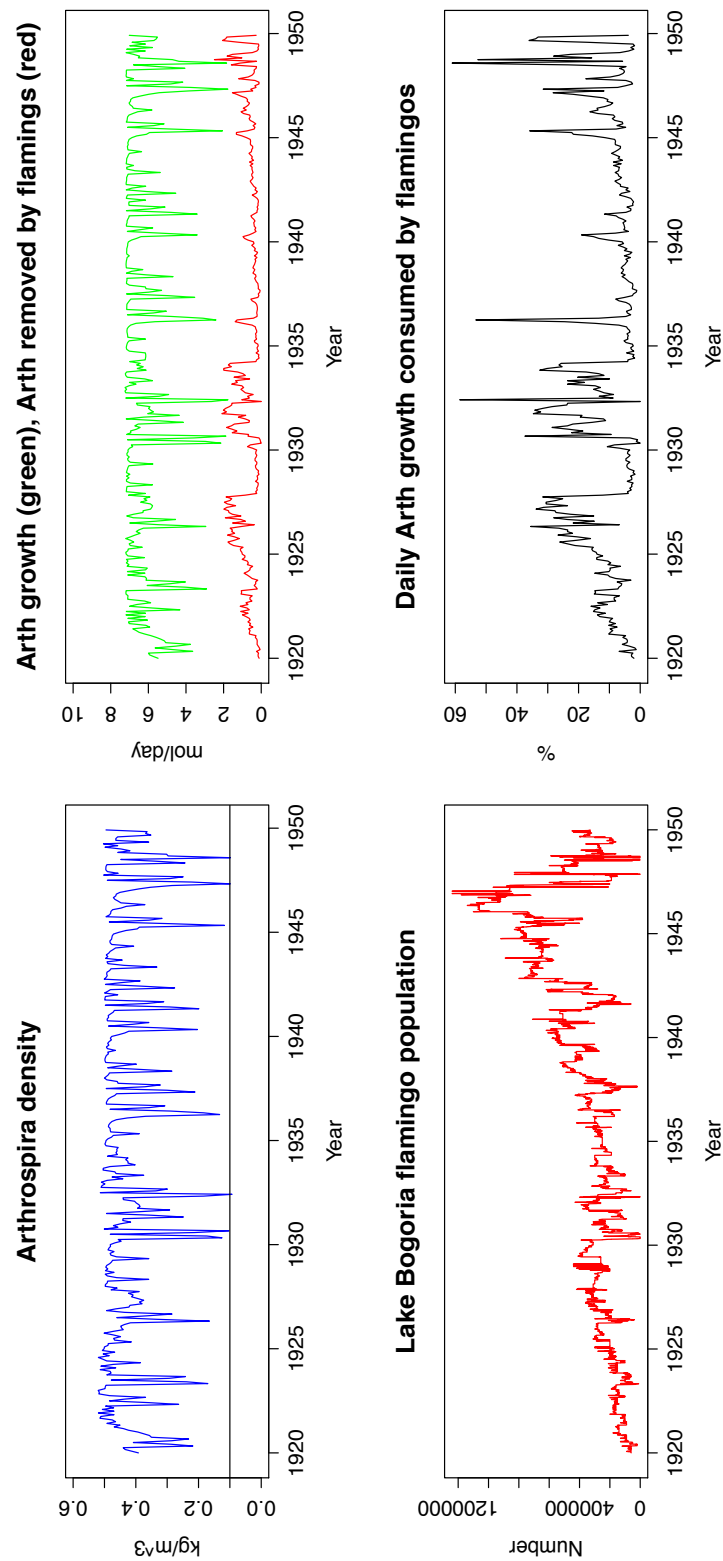 Arthrospira density
kg/m^3
0.0 0.2 0.4 0.6
1920 1925 1930 1935 1940 1945 1950
Year
Arth growth (green), Arth removed by flamings (red)
mol/day
0 2 4 6 8 10
1920 1925 1930 1935 1940 1945 1950
Year
Lake Bogoria flamingo population
Number
0 400000 1200000
1920 1925 1930 1935 1940 1945 1950
Year
Daily Arth growth consumed by flamingos
%
0 20 40 60
1920 1925 1930 1935 1940 1945 1950
Year